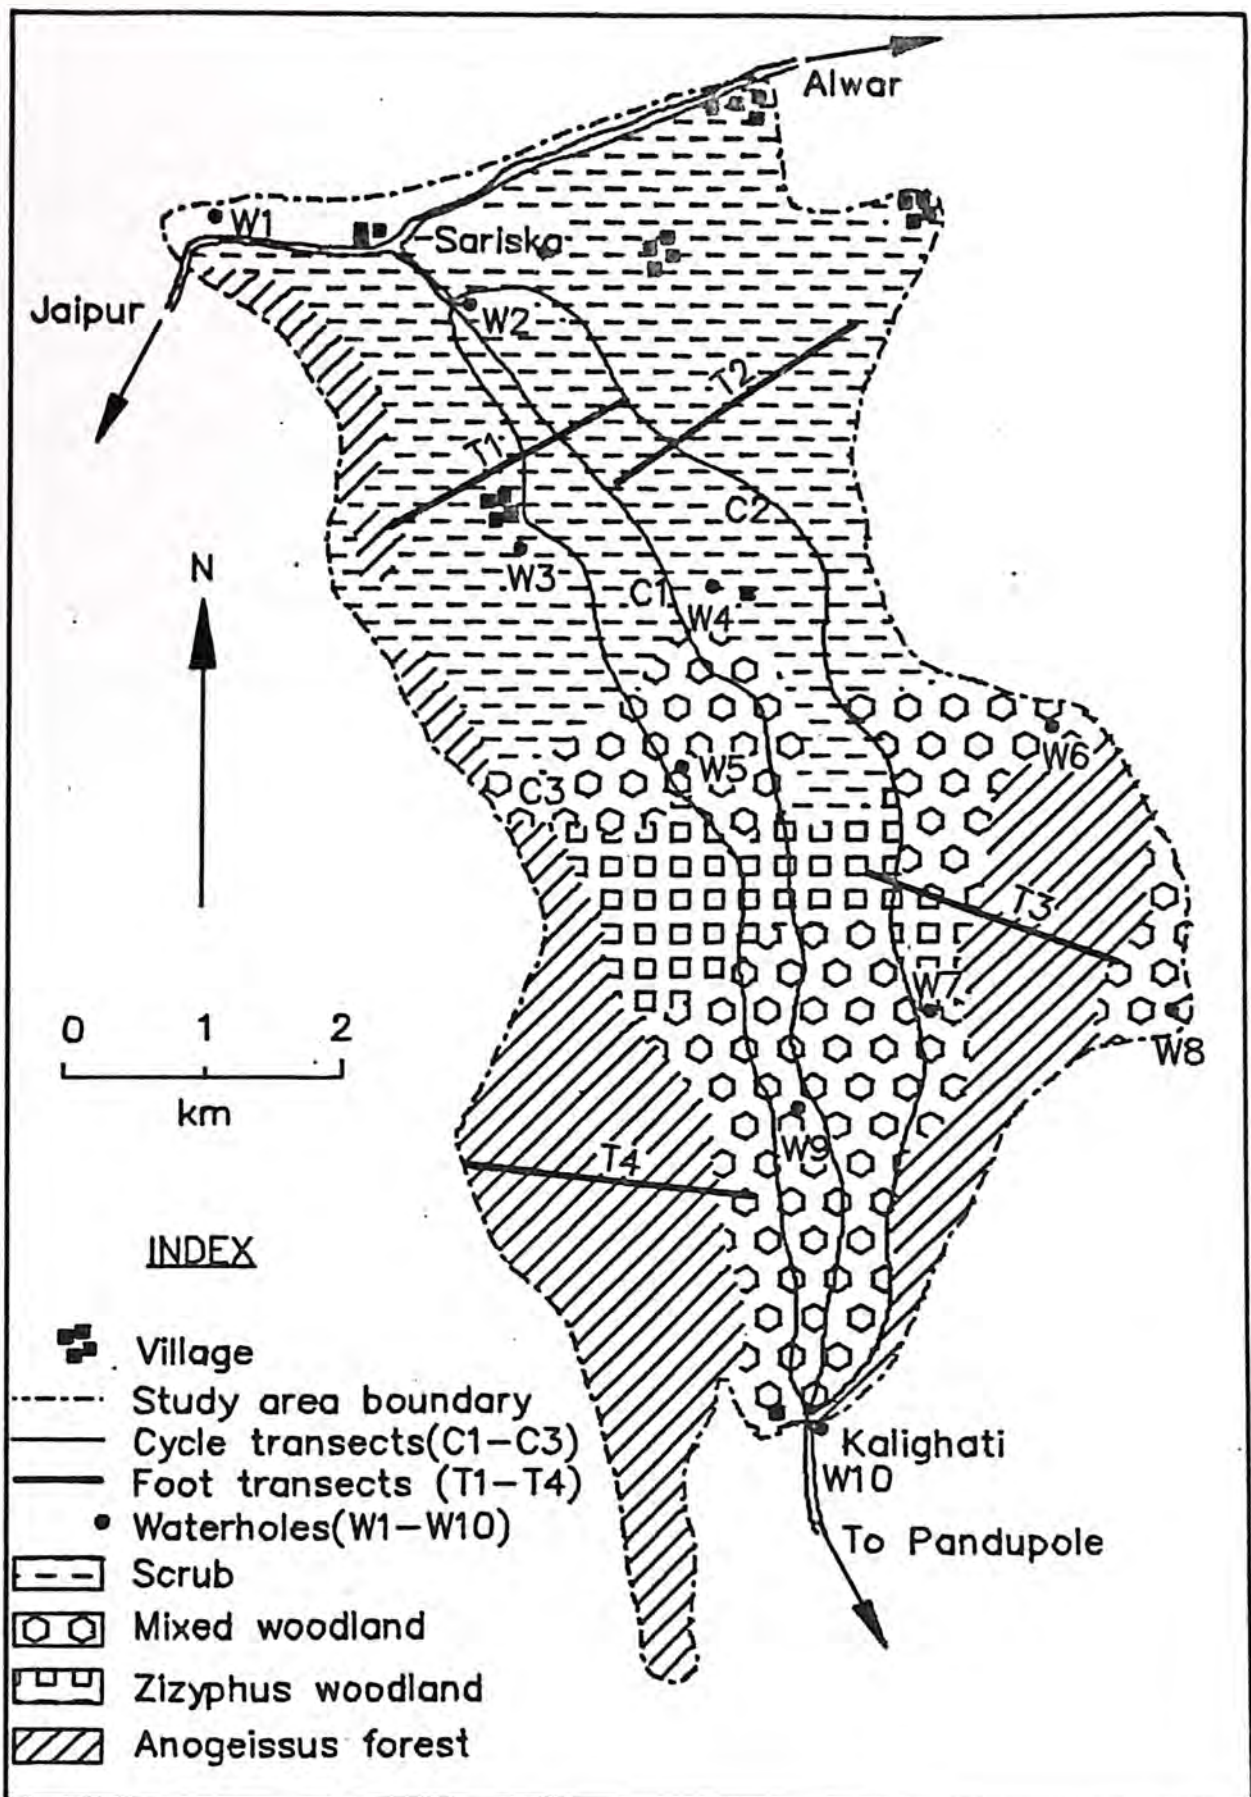 Alwar
W1
Sariska
Jaipur
W2
T2
T1
C2
N
W3
C1
W4
W6
W5
C3
T3
W7
0 1 2
km
W8
W9
T4
INDEX
Village
Study area boundary
Cycle transects(C1-C3)
Foot transects (T1-T4)
Waterholes(W1-W10)
Scrub
Mixed woodland
Zizyphus woodland
Anogeissus forest
Kalighati
W10
To Pandupole